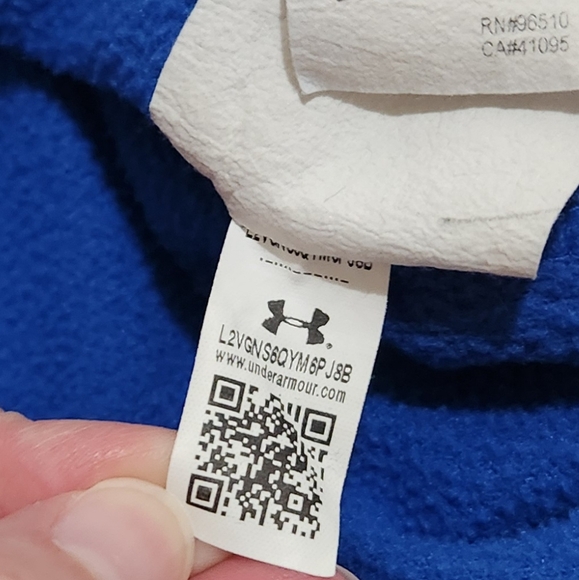 RN#96510
CA#41095
L2VGNS6QYM6PJ8B
www.underarmour.com